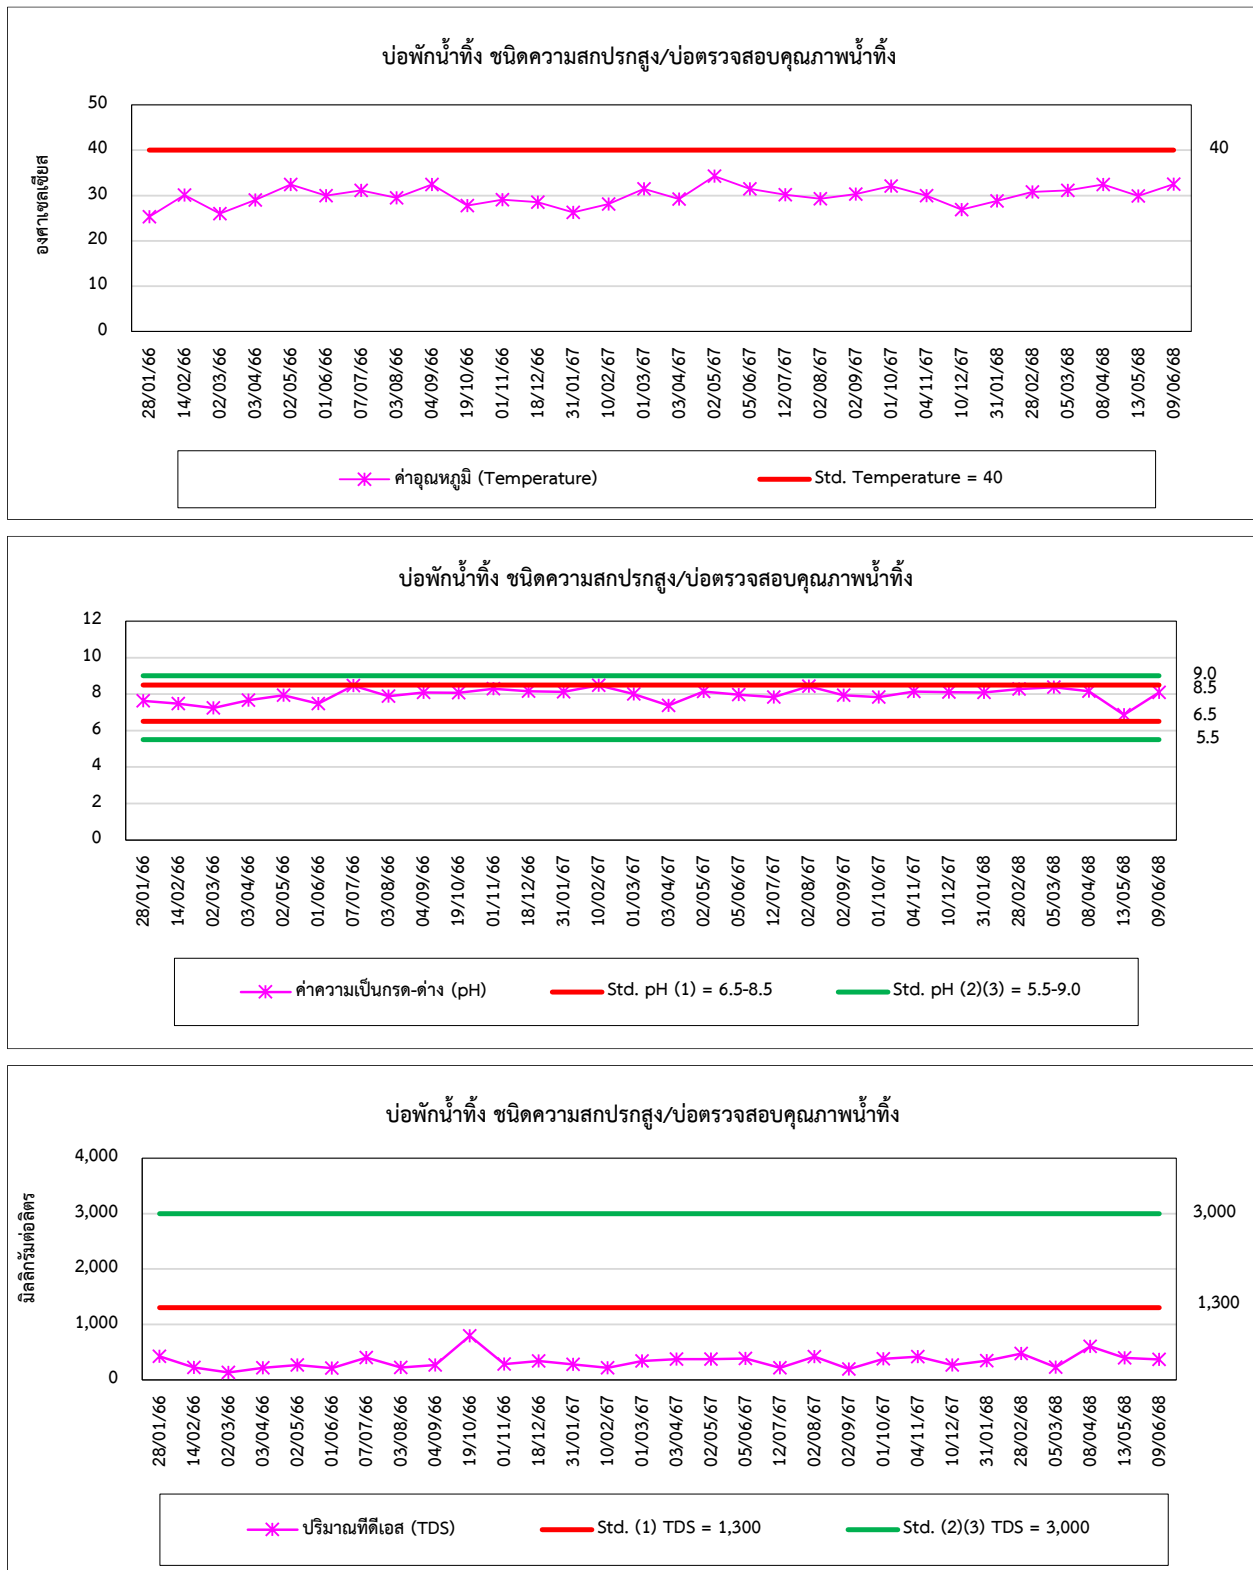 บ่อพักน้ำทิ้ง ชนิดความสกปรกสูง/บ่อตรวจสอบคุณภาพน้ำทิ้ง
องศาเซลเซียส
50
40
30
20
10
0
40
28/01/66 14/02/66 02/03/66 03/04/66 02/05/66 01/06/66 07/07/66 03/08/66 04/09/66 19/10/66 01/11/66 18/12/66 31/01/67 10/02/67 01/03/67 03/04/67 02/05/67 05/06/67 12/07/67 02/08/67 02/09/67 01/10/67 04/11/67 10/12/67 31/01/68 28/02/68 05/03/68 08/04/68 13/05/68 09/06/68
ค่าอุณหภูมิ (Temperature) Std. Temperature = 40
บ่อพักน้ำทิ้ง ชนิดความสกปรกสูง/บ่อตรวจสอบคุณภาพน้ำทิ้ง
12
10
8
6
4
2
0
9.0
8.5
6.5
5.5
28/01/66 14/02/66 02/03/66 03/04/66 02/05/66 01/06/66 07/07/66 03/08/66 04/09/66 19/10/66 01/11/66 18/12/66 31/01/67 10/02/67 01/03/67 03/04/67 02/05/67 05/06/67 12/07/67 02/08/67 02/09/67 01/10/67 04/11/67 10/12/67 31/01/68 28/02/68 05/03/68 08/04/68 13/05/68 09/06/68
ค่าความเป็นกรด-ด่าง (pH) Std. pH (1) = 6.5-8.5 Std. pH (2)(3) = 5.5-9.0
บ่อพักน้ำทิ้ง ชนิดความสกปรกสูง/บ่อตรวจสอบคุณภาพน้ำทิ้ง
มิลลิกรัมต่อลิตร
4,000
3,000
2,000
1,000
0
3,000
1,300
28/01/66 14/02/66 02/03/66 03/04/66 02/05/66 01/06/66 07/07/66 03/08/66 04/09/66 19/10/66 01/11/66 18/12/66 31/01/67 10/02/67 01/03/67 03/04/67 02/05/67 05/06/67 12/07/67 02/08/67 02/09/67 01/10/67 04/11/67 10/12/67 31/01/68 28/02/68 05/03/68 08/04/68 13/05/68 09/06/68
ปริมาณทีดีเอส (TDS) Std. (1) TDS = 1,300 Std. (2)(3) TDS = 3,000